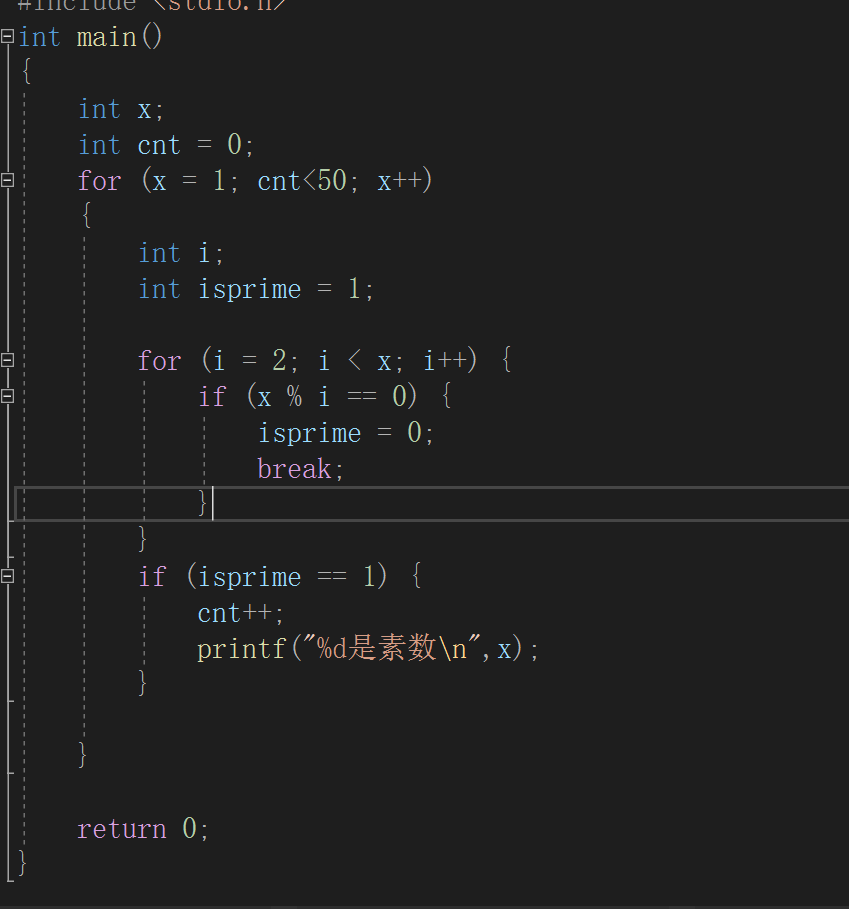 #include <stdio.h>
int main()
{
int x;
int cnt = 0;
for (x = 1; cnt<50; x++)
{
int i;
int isprime = 1;
for (i = 2; i < x; i++) {
if (x % i == 0) {
isprime = 0;
break;
}
}
if (isprime == 1) {
cnt++;
printf("%d是素数\n",x);
}
}
return 0;
}